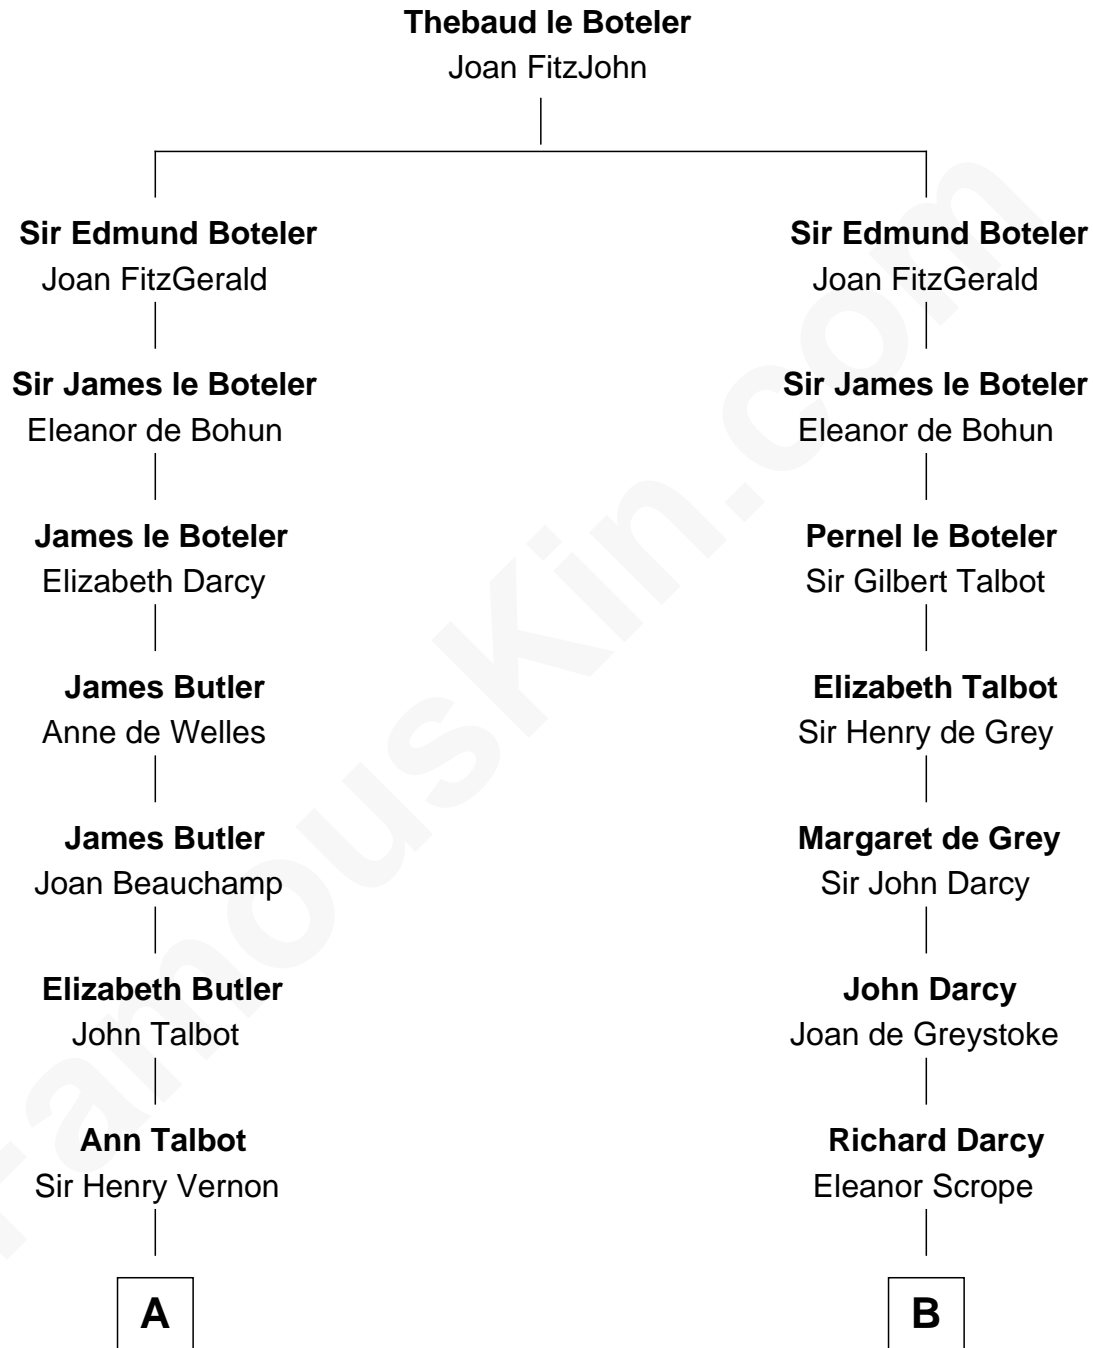 Thebaud le Boteler
Joan FitzJohn
Sir Edmund Boteler
Joan FitzGerald
Sir James le Boteler
Eleanor de Bohun
James le Boteler
Elizabeth Darcy
James Butler
Anne de Welles
James Butler
Joan Beauchamp
Elizabeth Butler
John Talbot
Ann Talbot
Sir Henry Vernon
A
Sir Edmund Boteler
Joan FitzGerald
Sir James le Boteler
Eleanor de Bohun
Pernel le Boteler
Sir Gilbert Talbot
Elizabeth Talbot
Sir Henry de Grey
Margaret de Grey
Sir John Darcy
John Darcy
Joan de Greystoke
Richard Darcy
Eleanor Scrope
B
FamousKin.com